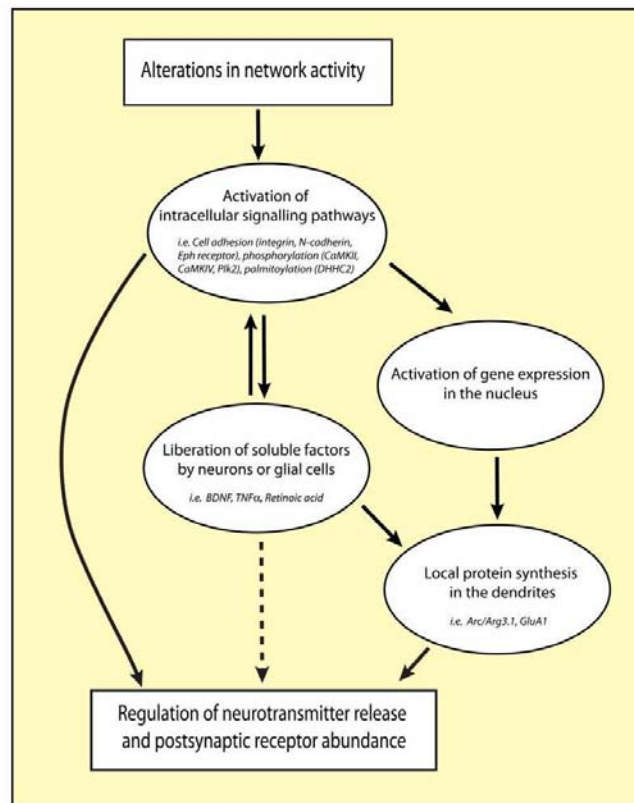 Alterations in network activity
Activation of
intracellular signalling pathways
i.e. Cell adhesion (integrin, N-cadherin,
Eph receptor), phosphorylation (CaMKII,
CaMKIV, Plk2), palmitoylation (DHHC2)
Activation of gene expression
in the nucleus
Liberation of soluble factors
by neurons or glial cells
i.e. BDNF, TNFα, Retinoic acid
Local protein synthesis
in the dendrites
i.e. Arc/Arg3.1, GluA1
Regulation of neurotransmitter release
and postsynaptic receptor abundance